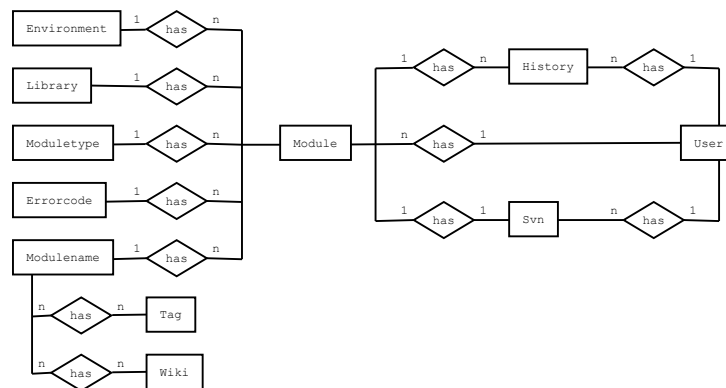 Environment 1 has n
Library 1 has n
Moduletype 1 has n
Errorcode 1 has n
Modulename 1 has n
n has n Tag
n has n Wiki
Module
1 has n History n has 1
n has 1 User
1 has 1 Svn n has 1